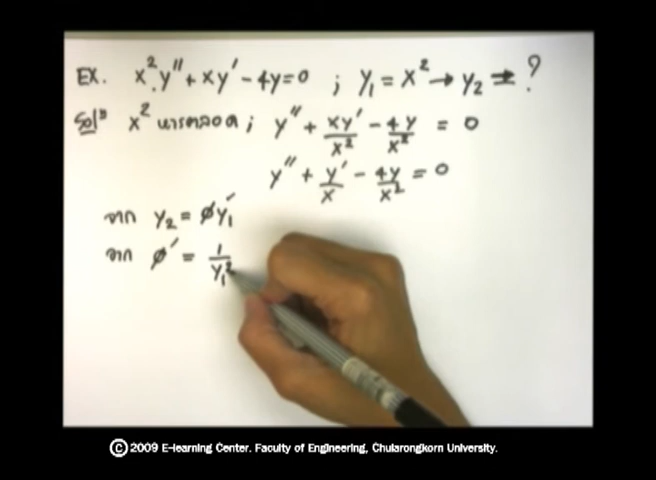 EX. x²y'' + xy' - 4y = 0 ; y₁ = x² → y₂ = ?
Solⁿ x² หารตลอด ; y'' + xy'/x² - 4y/x² = 0
y'' + y'/x - 4y/x² = 0
จาก y₂ = øy₁'
จาก ø' = 1/y₁²
© 2009 E-learning Center. Faculty of Engineering, Chulalongkorn University.